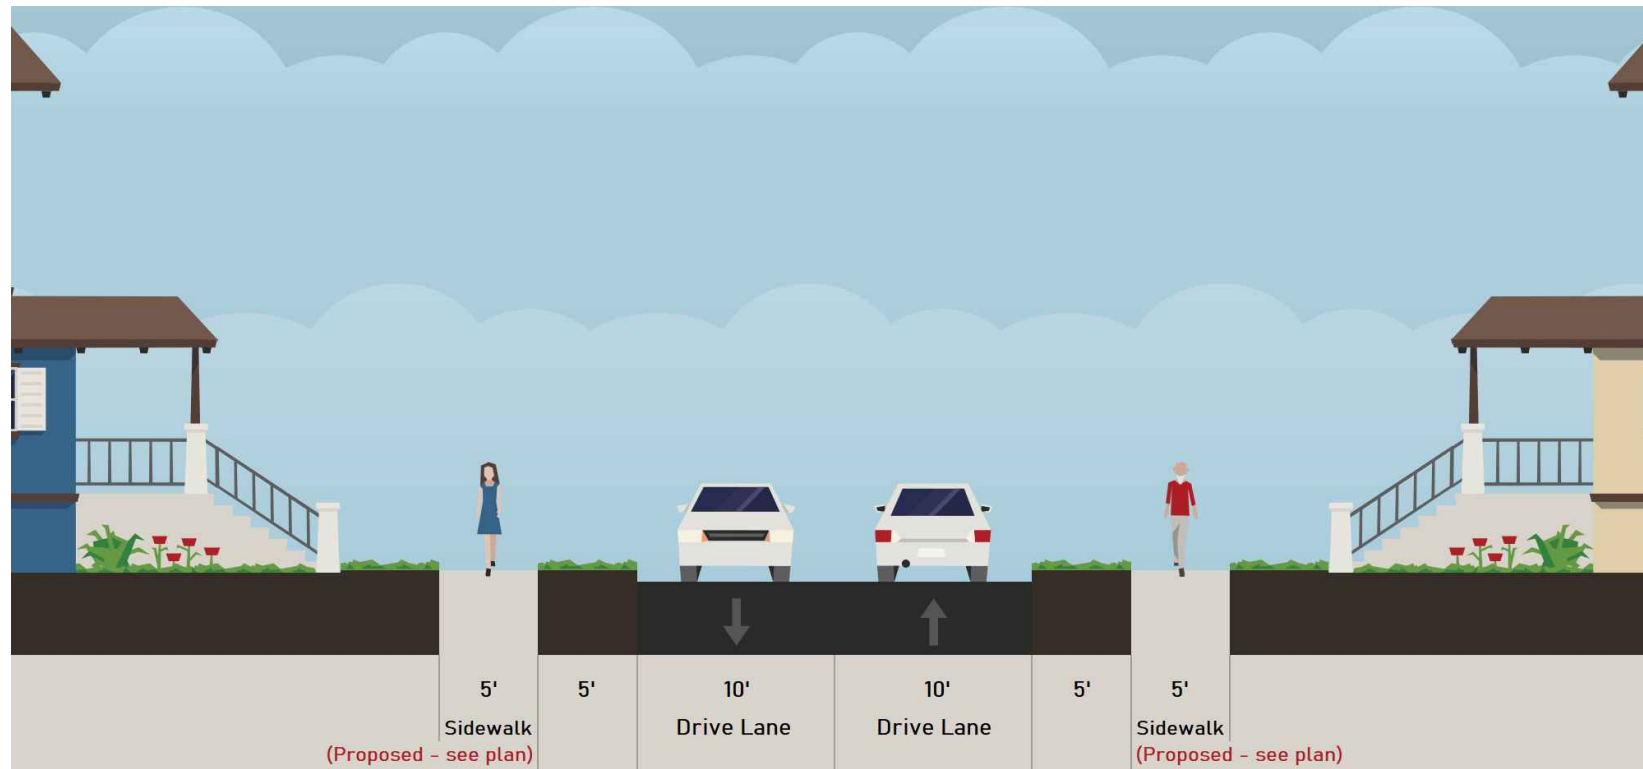 5' 5' 10' 10' 5' 5'
Sidewalk Drive Lane Drive Lane Sidewalk
(Proposed - see plan) (Proposed - see plan)